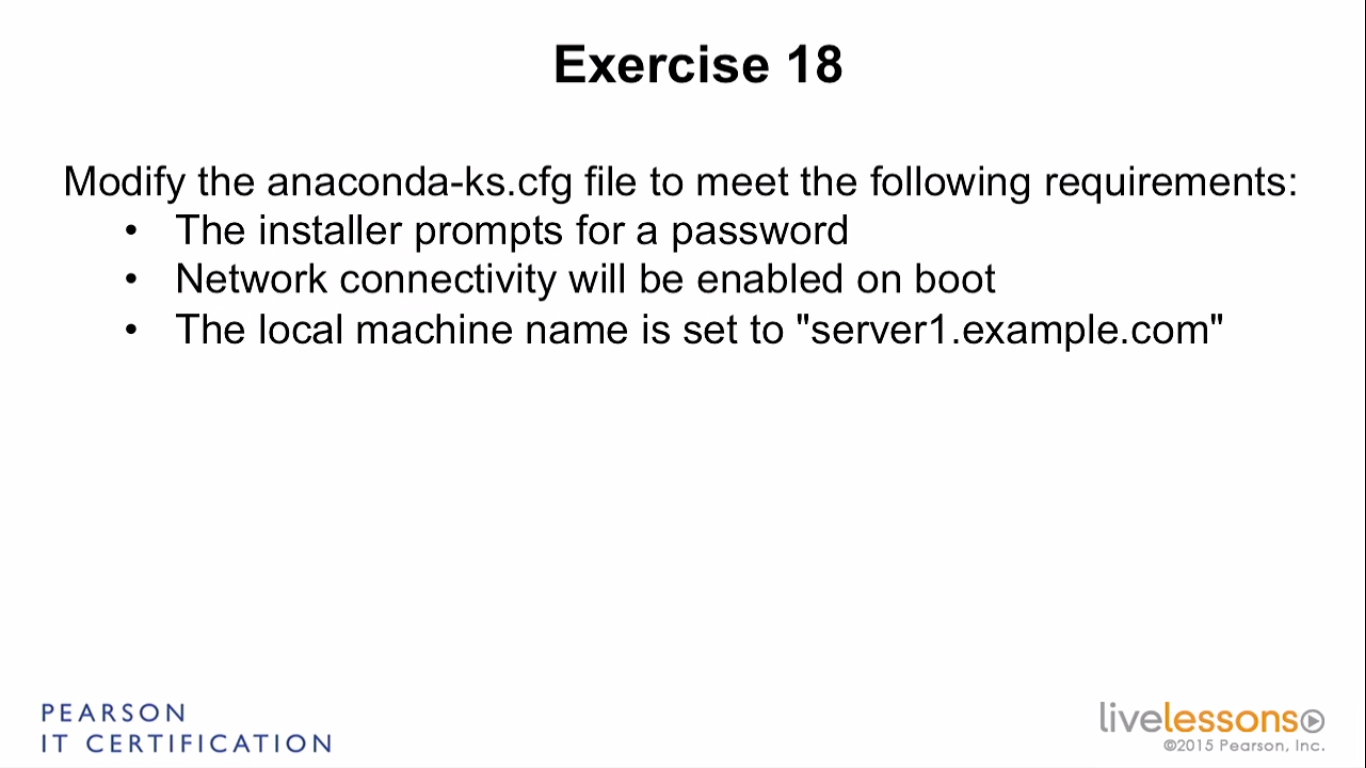 Exercise 18
Modify the anaconda-ks.cfg file to meet the following requirements:
• The installer prompts for a password
• Network connectivity will be enabled on boot
• The local machine name is set to "server1.example.com"
PEARSON
IT CERTIFICATION
livelessons
©2015 Pearson, Inc.